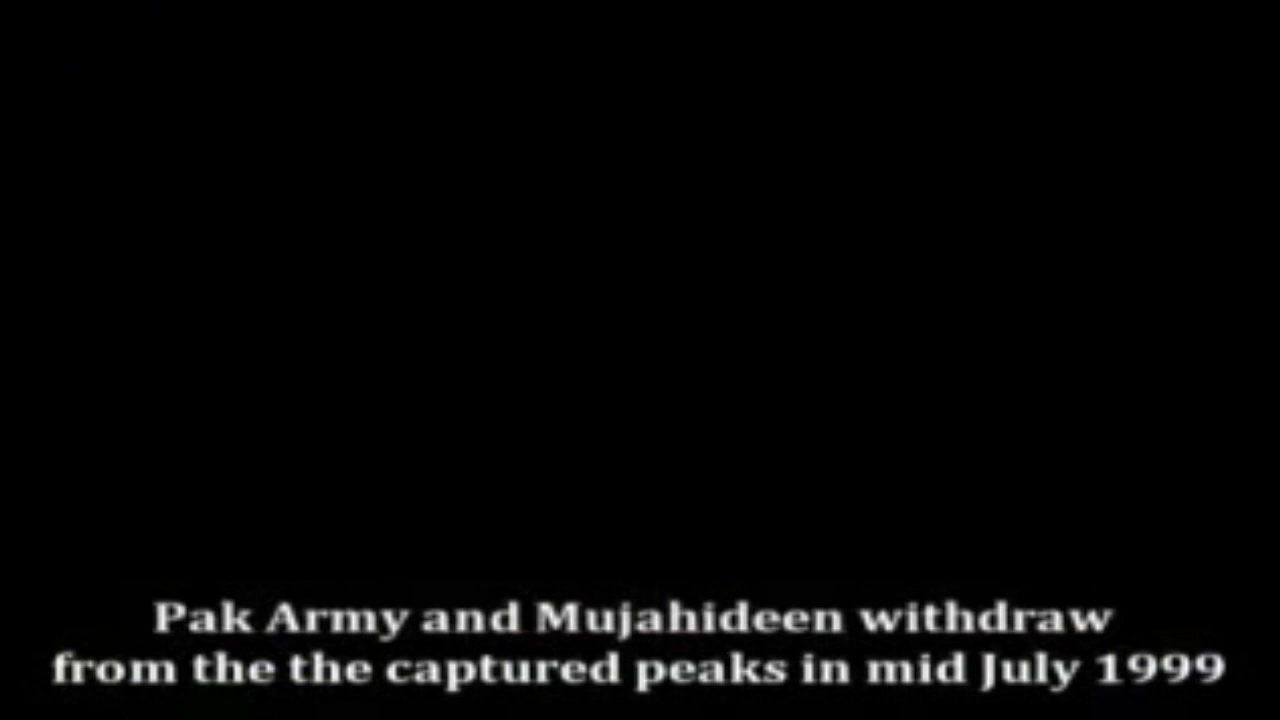 Pak Army and Mujahideen withdraw
from the the captured peaks in mid July 1999